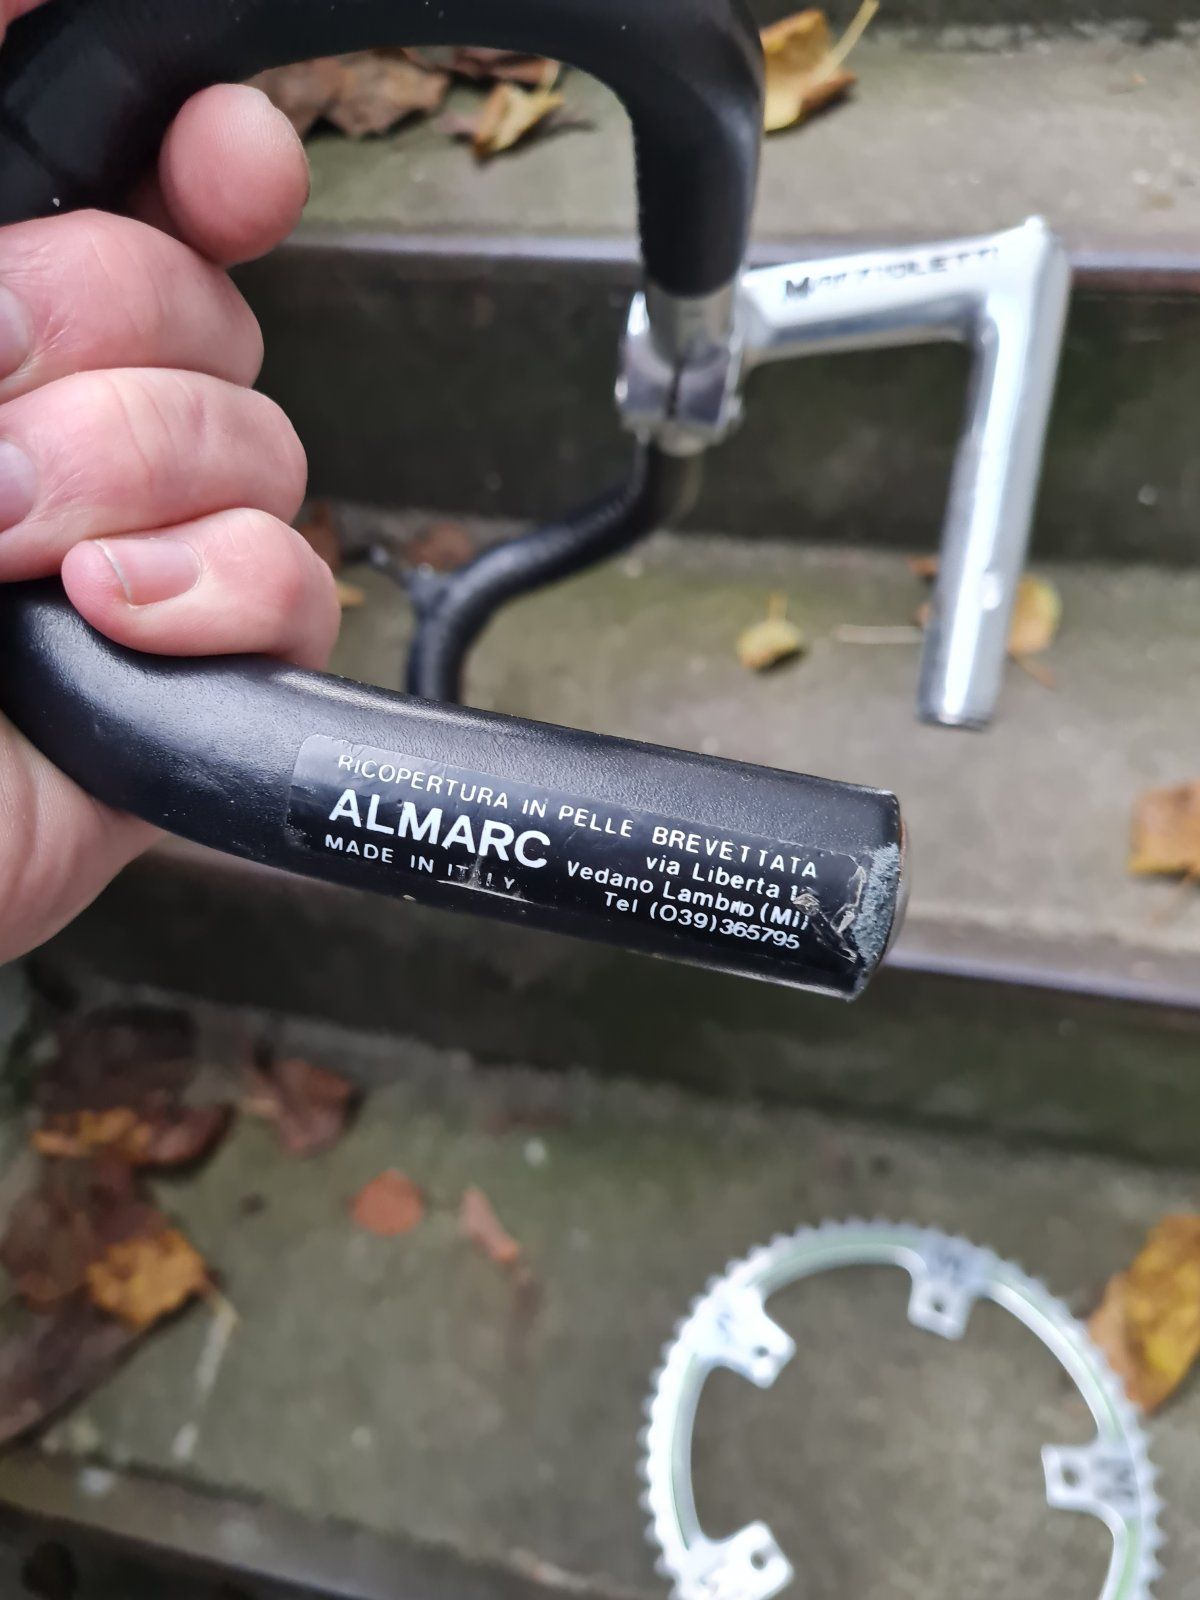 RICOPERTURA IN PELLE BREVETTATA
ALMARC
MADE IN ITALY
via Liberta
Vedano Lambro (Mi)
Tel (039)365795